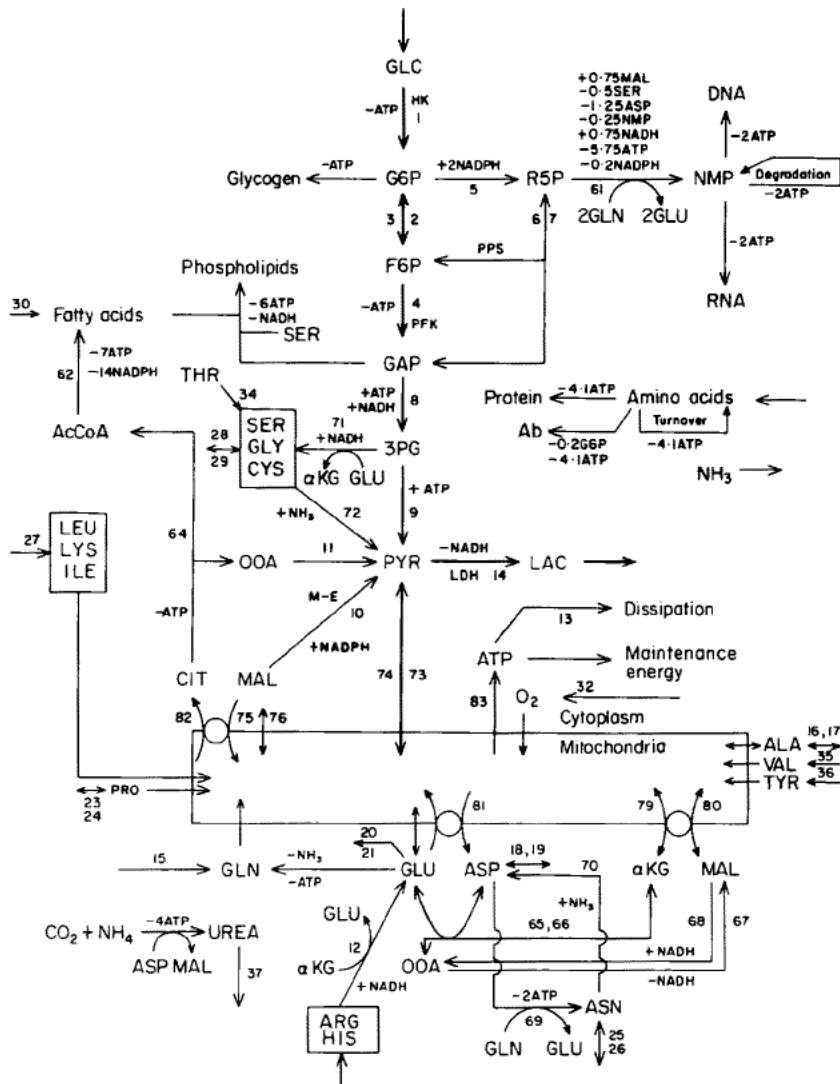 GLC
-ATP HK
1
+0·75MAL
-0·5SER
-1·25ASP
-0·25NMP
+0·75NADH
-5·75ATP
-0·2NADPH
DNA
-2ATP
Glycogen -ATP G6P +2NADPH R5P NMP Degradation
5 61 -2ATP
2GLN 2GLU
3 2 6 7
-2ATP
Phospholipids F6P PPS
RNA
30 Fatty acids -6ATP
-NADH
SER
-ATP 4
PFK
-7ATP
62 -14NADPH
GAP
THR 34
+ATP
+NADH 8
Protein -4·1ATP Amino acids
Turnover
Ab -4·1ATP
-0·2G6P
-4·1ATP
NH3
AcCoA
28
29
SER
GLY
CYS
71
+NADH 3PG
αKG GLU
+NH3 72
+ATP
9
27
LEU
LYS
ILE
64
OOA 11 PYR -NADH LAC
LDH 14
M-E
10
+NADPH
-ATP
13 Dissipation
ATP Maintenance
energy
CIT MAL
74 73
83 O2 32
82 75 76
Cytoplasm
Mitochondria
16,17
ALA
35
VAL
36
TYR
PRO
23
24
81 79 80
20
21
18,19
70
15 GLN -NH3 GLU ASP αKG MAL
-ATP
+NH3
68 67
CO2+NH4 -4ATP UREA
ASP MAL
37
GLU
12
αKG
+NADH
65,66
OOA +NADH
-NADH
ARG
HIS
-2ATP ASN
69
GLN GLU
25
26